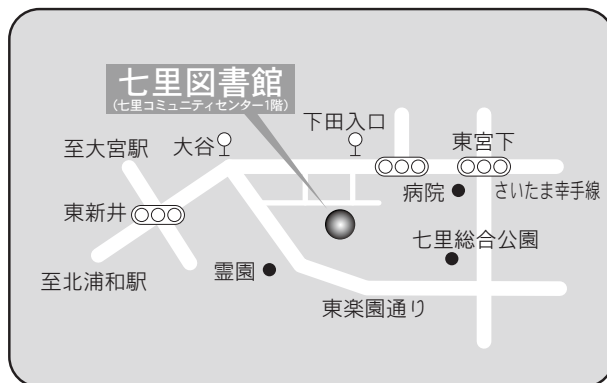 七里図書館
(七里コミュニティセンター1階)
下田入口
至大宮駅
大谷
東宮下
病院
さいたま幸手線
東新井
七里総合公園
霊園
至北浦和駅
東楽園通り